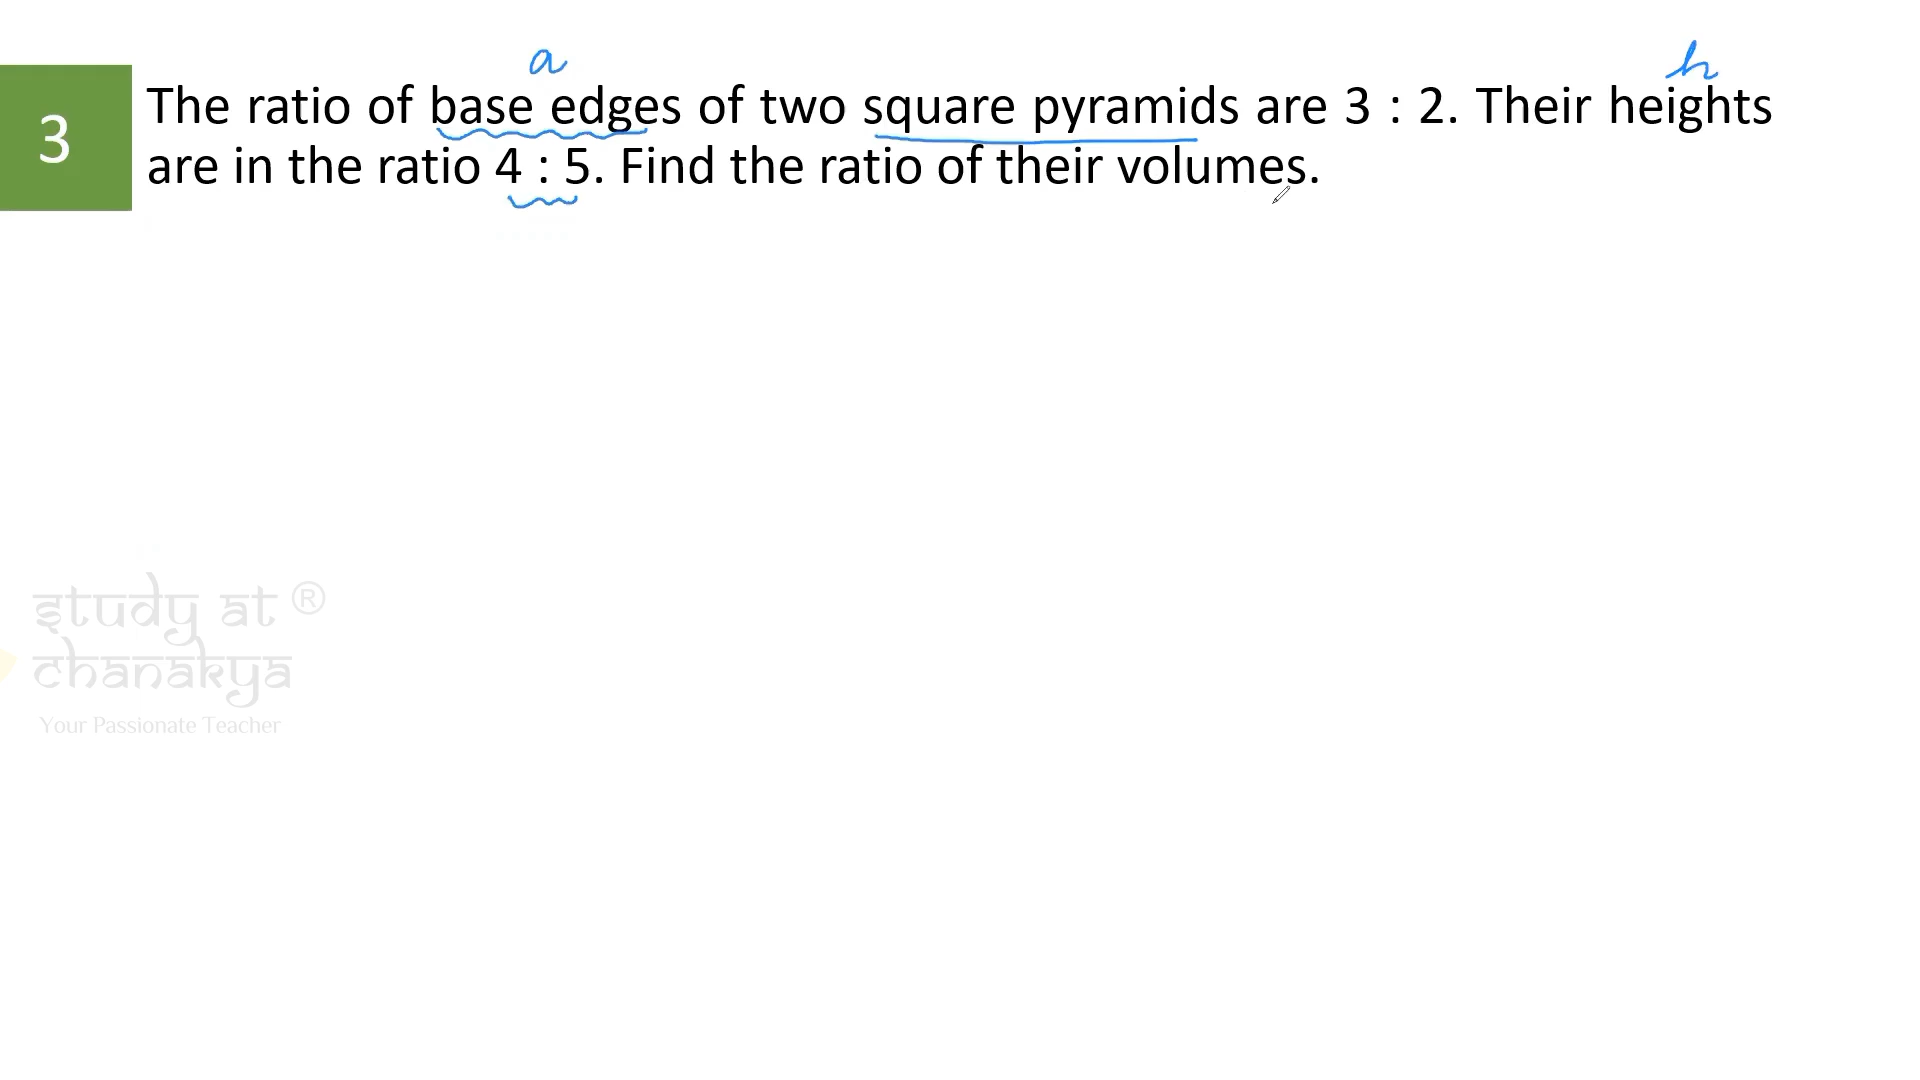 a
h
3
The ratio of base edges of two square pyramids are 3 : 2. Their heights
are in the ratio 4 : 5. Find the ratio of their volumes.
study at ®
chanakya
Your Passionate Teacher